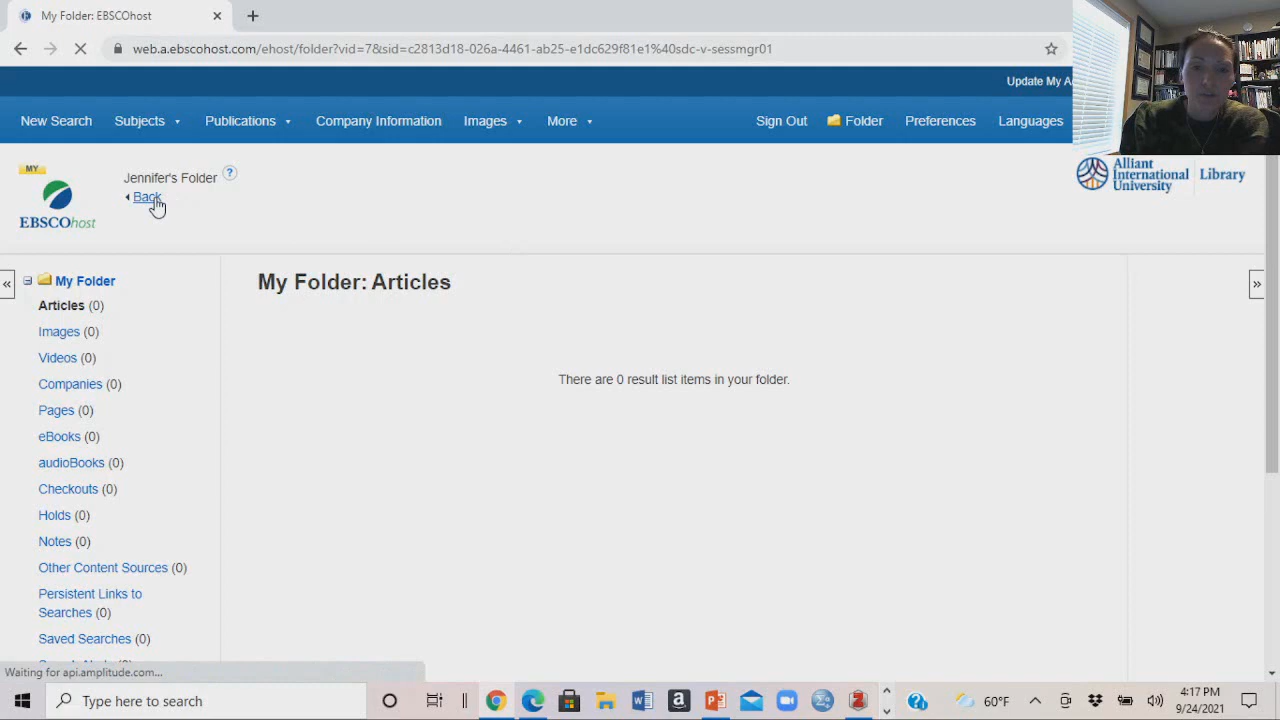 My Folder: EBSCOhost
web.a.ebscohost.com/ehost/folder?vid=7&sid=2c813d18-026a-4461-ab25-e1dc629f81e1%40sdc-v-sessmgr01
Update My A
New Search
Subjects
Publications
Company Information
More
Sign Out
Folder
Preferences
Languages
MY
EBSCOhost
Jennifer's Folder ?
Back
Alliant
International
University
Library
My Folder
Articles (0)
Images (0)
Videos (0)
Companies (0)
Pages (0)
eBooks (0)
audioBooks (0)
Checkouts (0)
Holds (0)
Notes (0)
Other Content Sources (0)
Persistent Links to
Searches (0)
Saved Searches (0)
My Folder: Articles
There are 0 result list items in your folder.
Waiting for api.amplitude.com...
Type here to search
60°F
4:17 PM
9/24/2021